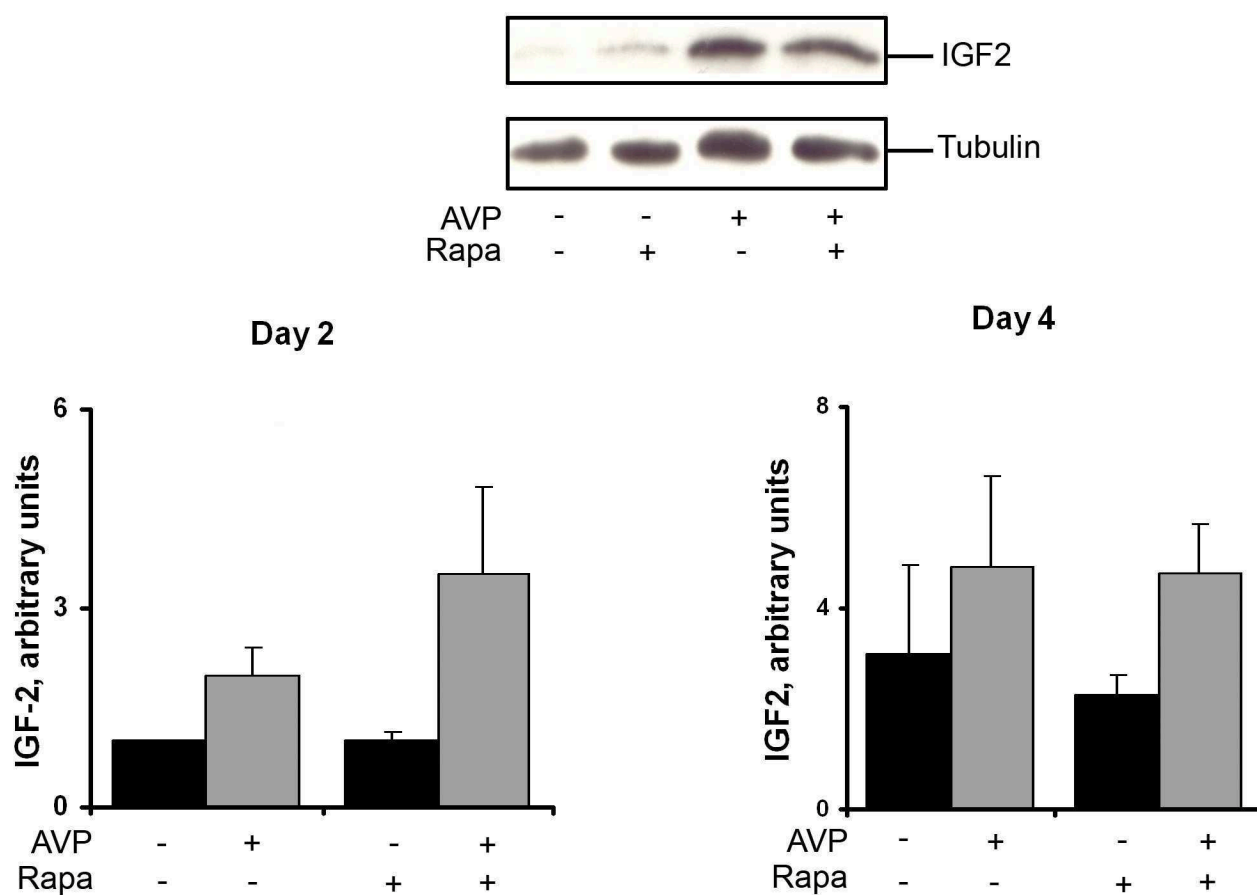 IGF2
Tubulin
AVP - - + +
Rapa - + - +
Day 2
IGF-2, arbitrary units
6
3
0
AVP - + - +
Rapa - - + +
Day 4
IGF2, arbitrary units
8
4
0
AVP - + - +
Rapa - - + +